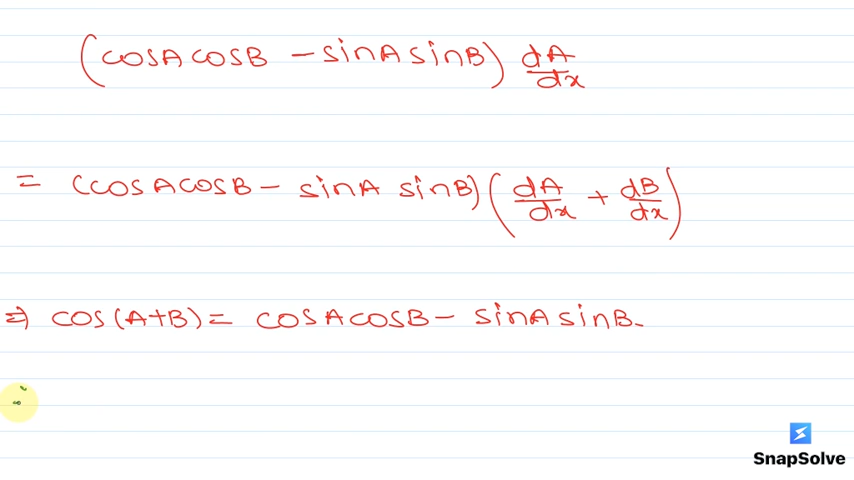 (cosA cosB - sinA sinB) dA/dx
= (cosA cosB - sinA sinB) (dA/dx + dB/dx)
=) cos(A+B) = cosA cosB - sinA sinB.
SnapSolve